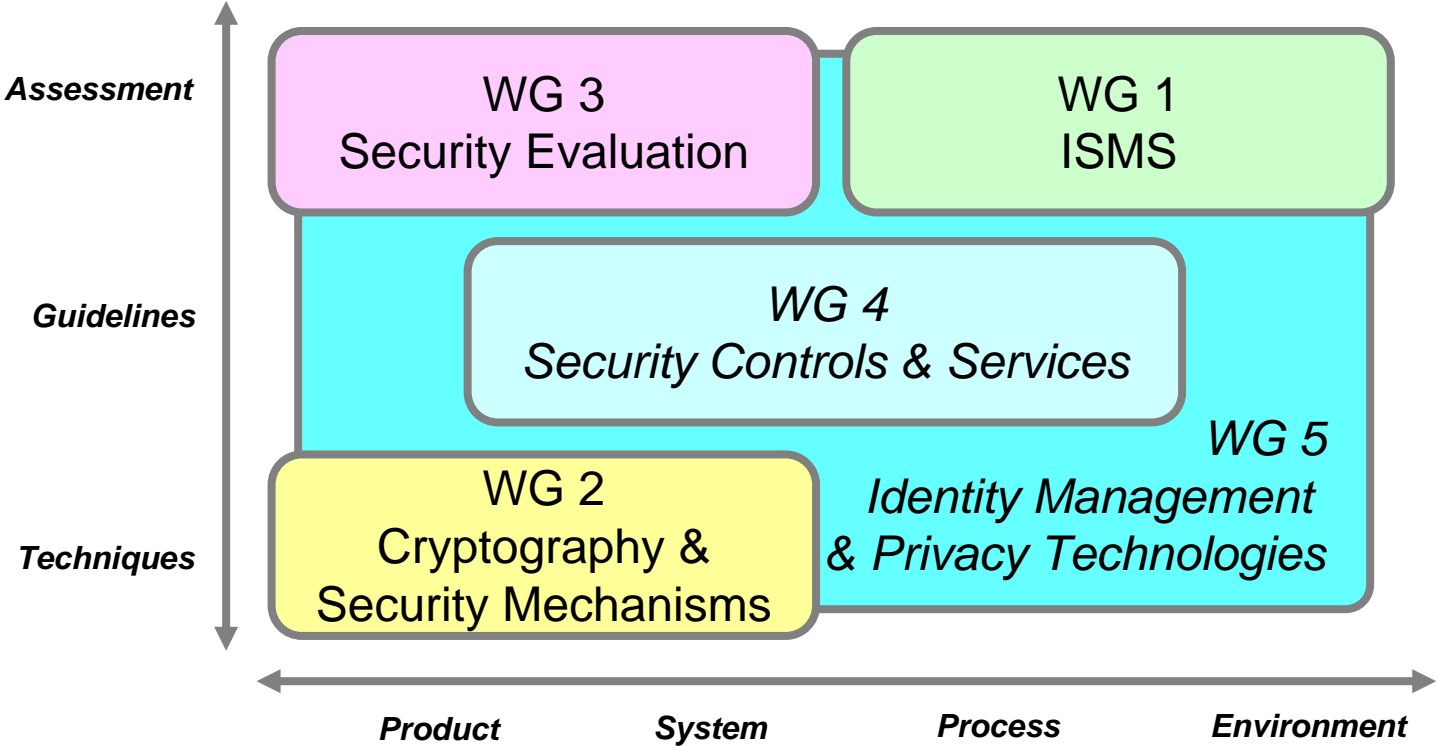 Assessment
WG 3
Security Evaluation
WG 1
ISMS
Guidelines
WG 4
Security Controls & Services
WG 5
Identity Management
& Privacy Technologies
Techniques
WG 2
Cryptography &
Security Mechanisms
Product
System
Process
Environment